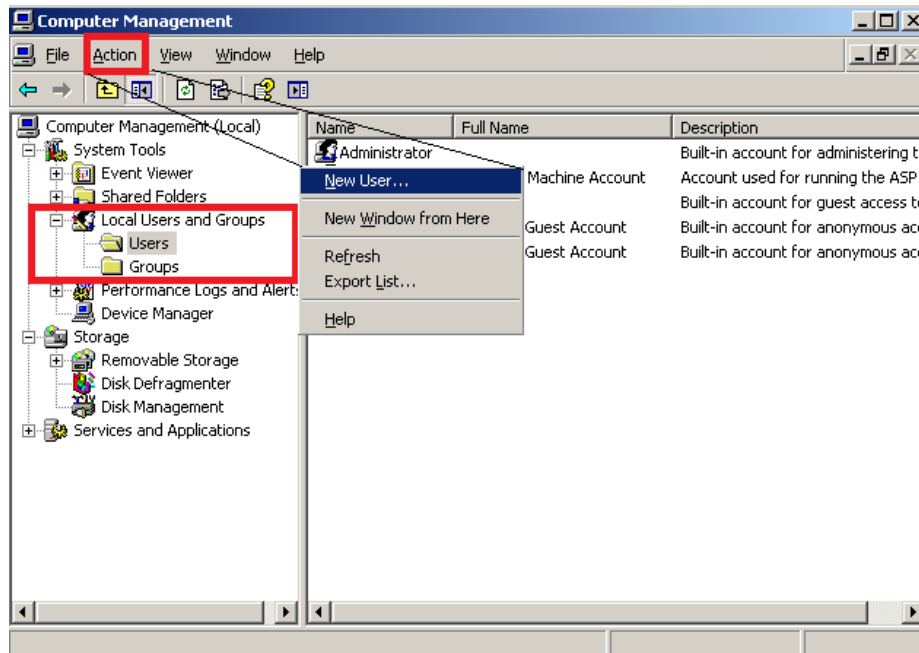 Computer Management
File Action View Window Help
Computer Management (Local)
System Tools
Event Viewer
Shared Folders
Local Users and Groups
Users
Groups
Performance Logs and Alert
Device Manager
Storage
Removable Storage
Disk Defragmenter
Disk Management
Services and Applications
Name Full Name Description
Administrator Built-in account for administering t
Machine Account Account used for running the ASP
Built-in account for guest access t
Guest Account Built-in account for anonymous ac
Guest Account Built-in account for anonymous ac
New User...
New Window from Here
Refresh
Export List...
Help